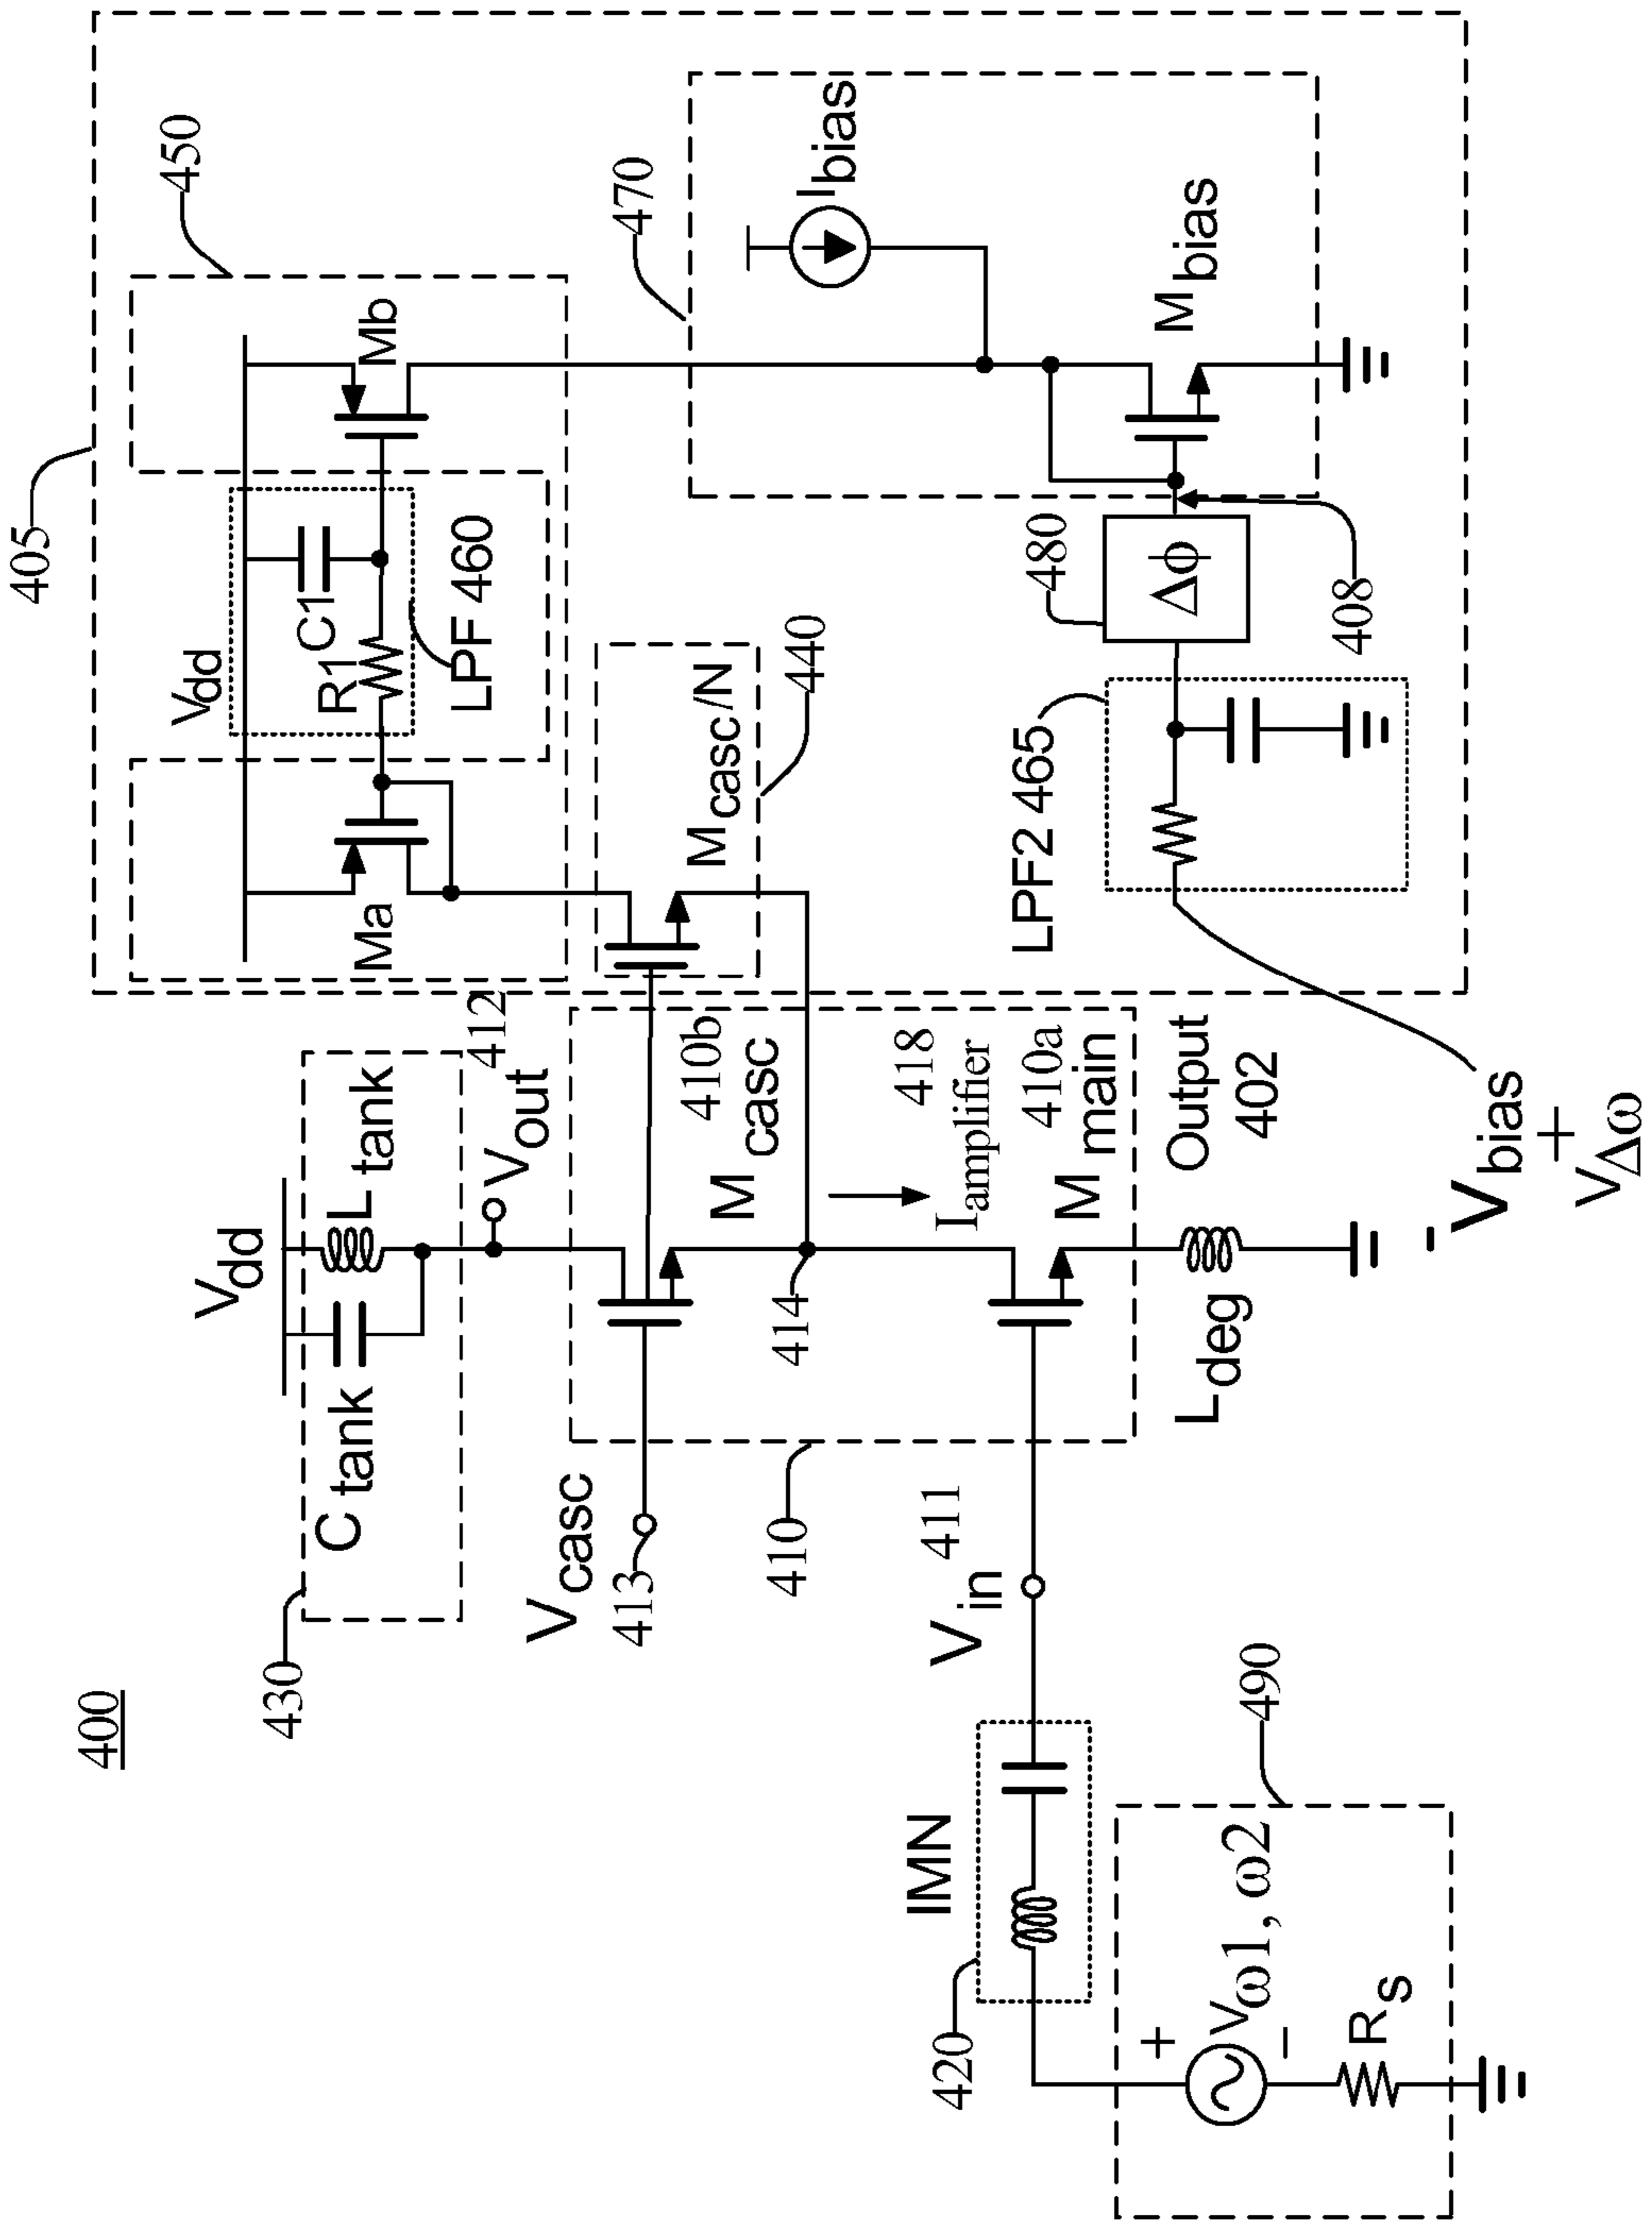 400
405
450
Vdd
Ma
R1
C1
Mb
LPF 460
470
Ibias
Mbias
Mcasc/N
440
480
Δϕ
408
LPF2 465
430
Vdd
Ctank
Ltank
412
Vout
Vcasc
413
410b
Mcasc
414
418
Iamplifier
410
410a
Mmain
Vin
411
Ldeg
Output
402
Vbias
+
VΔω
IMN
420
490
+
Vω1, ω2
−
Rs